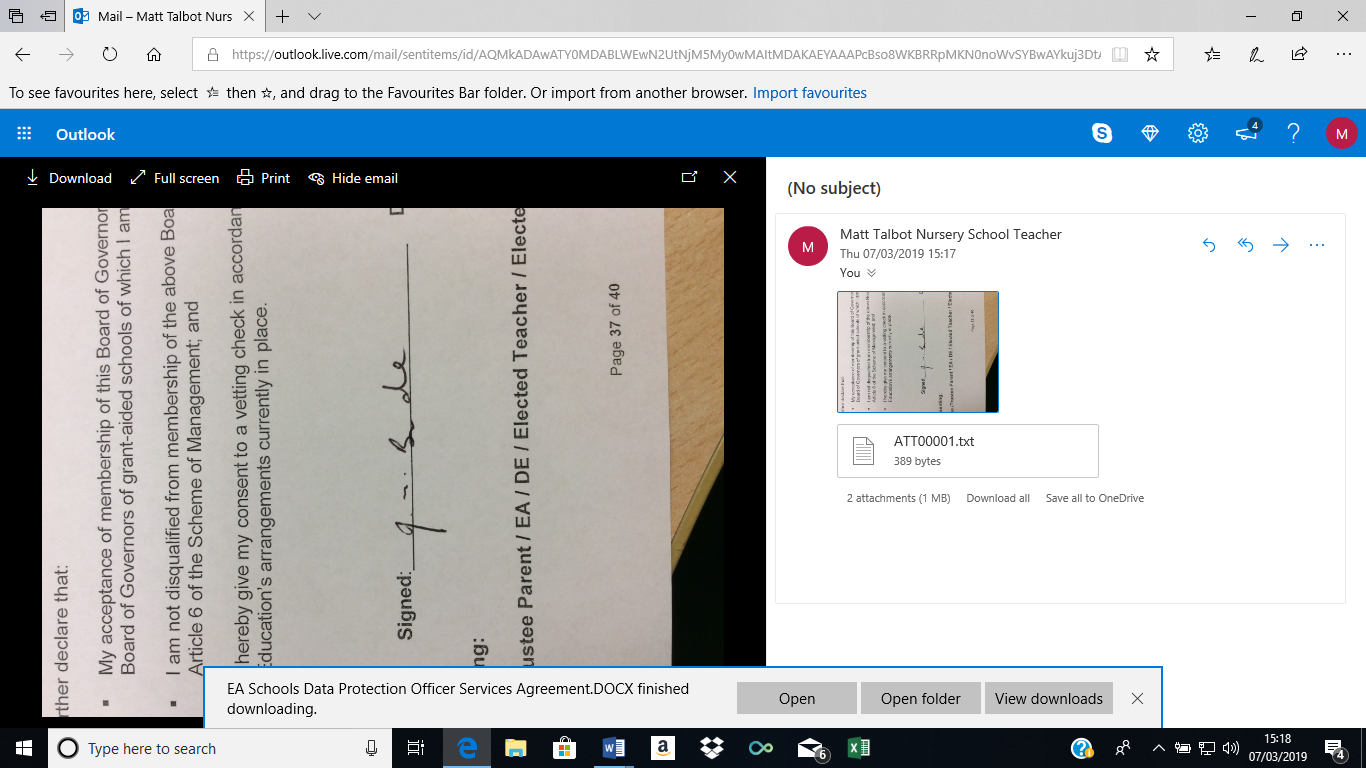 Mail – Matt Talbot Nurs
https://outlook.live.com/mail/sentitems/id/AQMkADAwATY0MDABLWEwN2UtNjM5My0wMAItMDAKAEYAAAPcBso8WKBRRpMKN0noWvSYBwAYkuj3Dt
To see favourites here, select then ☆, and drag to the Favourites Bar folder. Or import from another browser. Import favourites
Outlook
4
M
Download Full screen Print Hide email
rther declare that:
My acceptance of membership of this Board of Governor
Board of Governors of grant-aided schools of which I am
I am not disqualified from membership of the above Boa
Article 6 of the Scheme of Management; and
hereby give my consent to a vetting check in accordan
Education's arrangements currently in place.
Signed:
ng:
ustee Parent / EA / DE / Elected Teacher / Electe
Page 37 of 40
(No subject)
M
Matt Talbot Nursery School Teacher
Thu 07/03/2019 15:17
You
ATT00001.txt
389 bytes
2 attachments (1 MB) Download all Save all to OneDrive
EA Schools Data Protection Officer Services Agreement.DOCX finished
downloading.
Open Open folder View downloads
Type here to search
6
15:18
07/03/2019
4